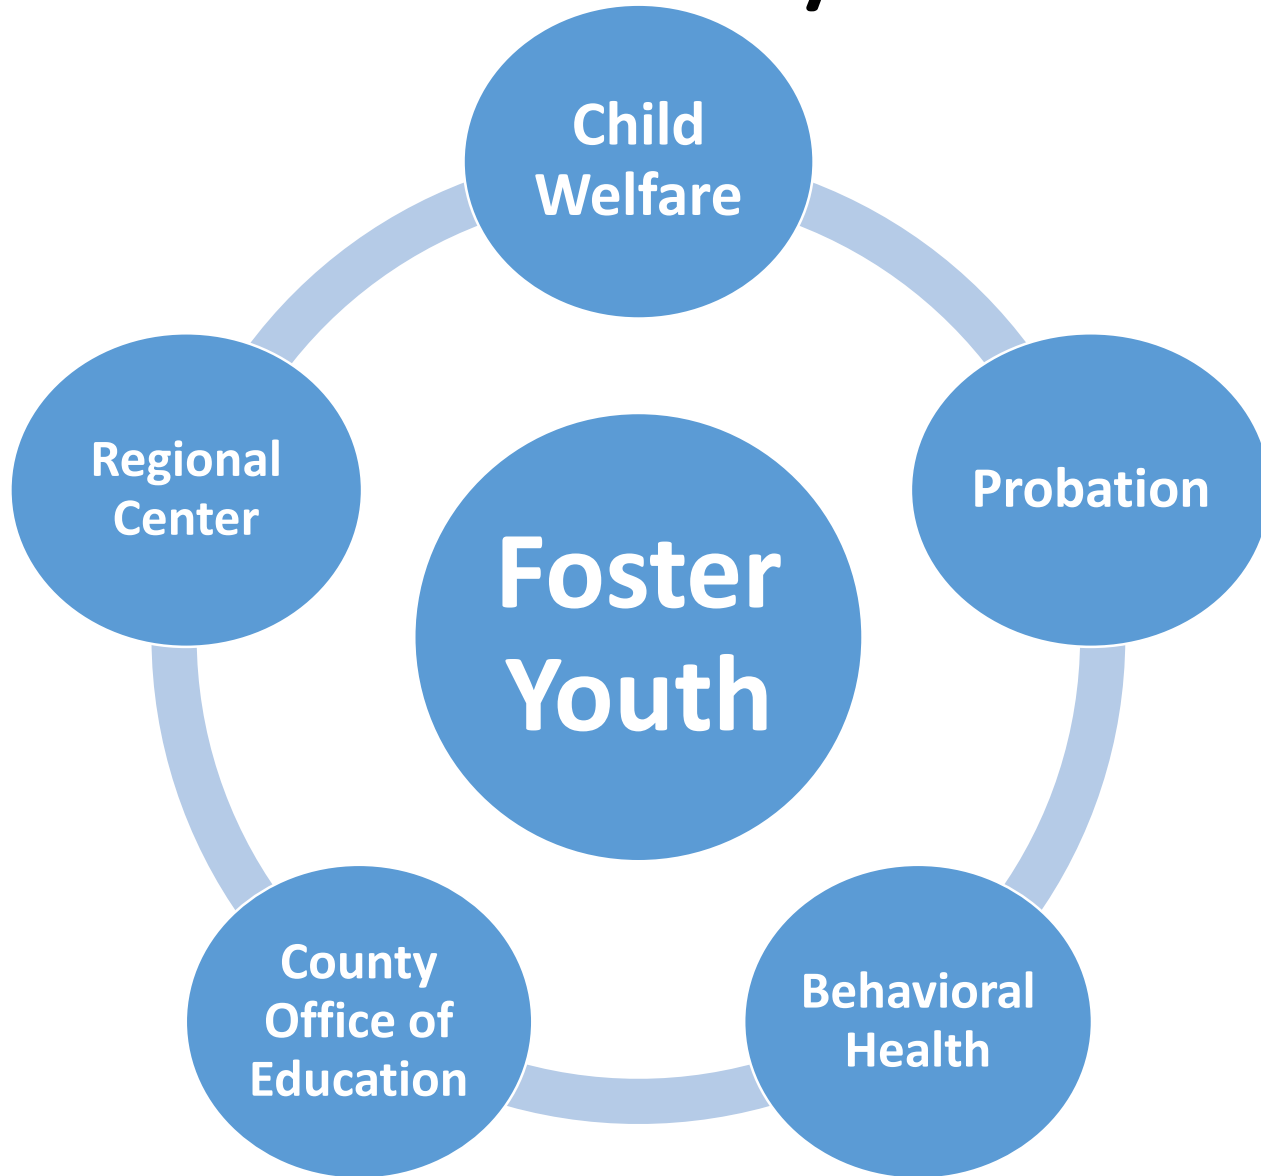 Child
Welfare
Probation
Behavioral
Health
County
Office of
Education
Regional
Center
Foster
Youth